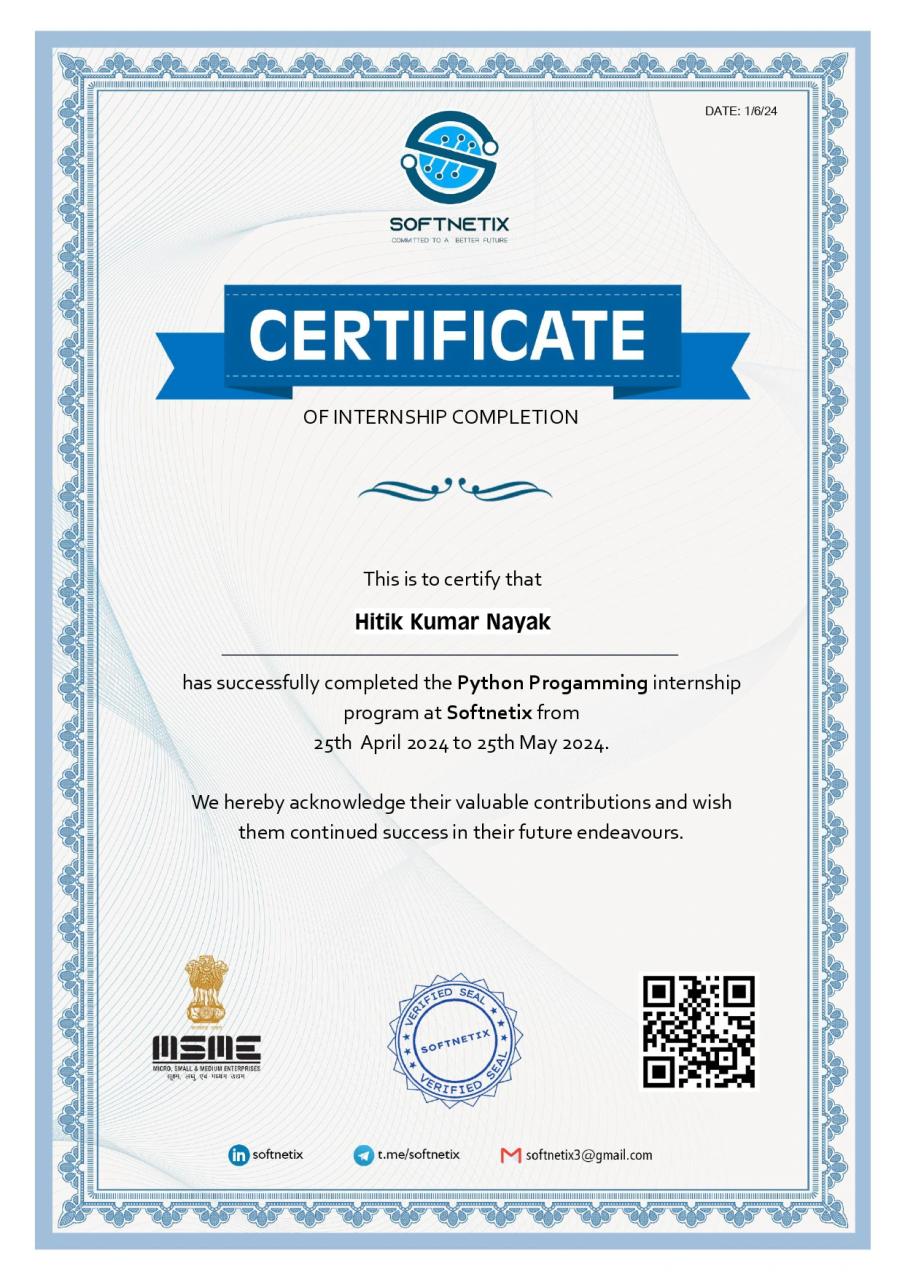 DATE: 1/6/24
SOFTNETIX
COMMITTED TO A BETTER FUTURE
CERTIFICATE
OF INTERNSHIP COMPLETION
This is to certify that
Hitik Kumar Nayak
has successfully completed the Python Progamming internship
program at Softnetix from
25th April 2024 to 25th May 2024.
We hereby acknowledge their valuable contributions and wish
them continued success in their future endeavours.
MSME
MICRO, SMALL & MEDIUM ENTERPRISES
सूक्ष्म, लघु एवं मध्यम उद्यम
VERIFIED SEAL
SOFTNETIX
VERIFIED SEAL
in softnetix
t.me/softnetix
softnetix3@gmail.com